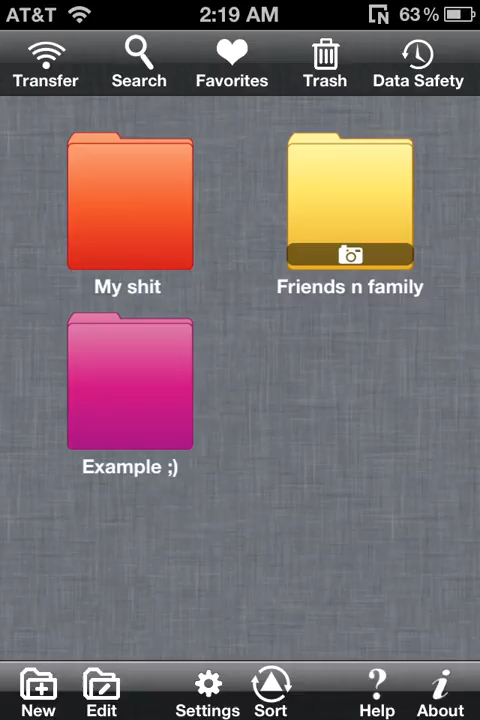 AT&T 2:19 AM N 63%
Transfer Search Favorites Trash Data Safety
My shit Friends n family
Example ;)
New Edit Settings Sort Help About